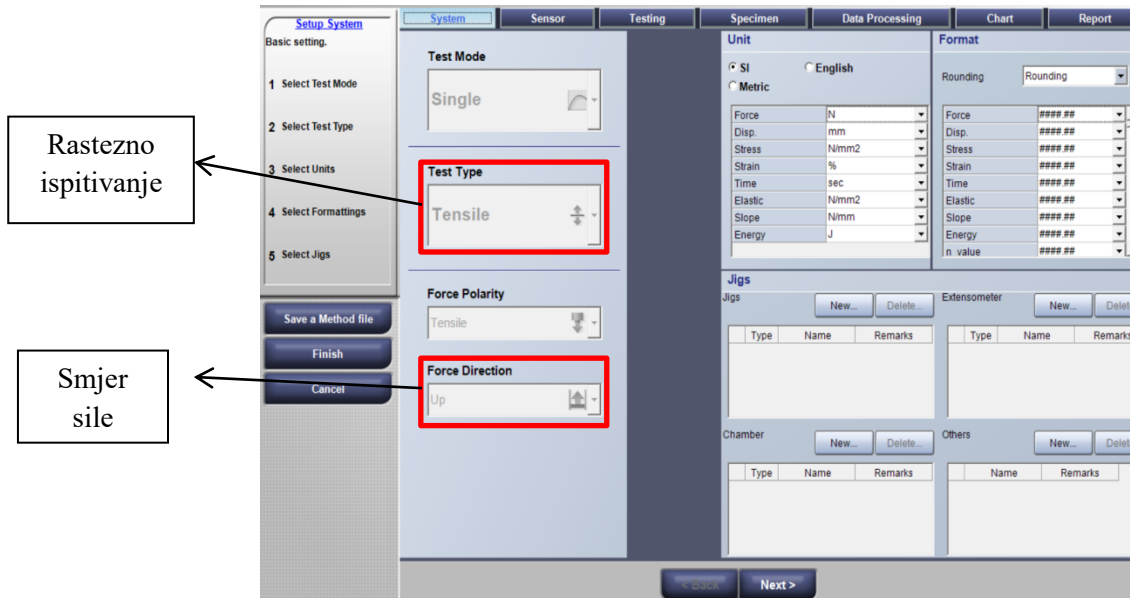 Rastezno
ispitivanje
Smjer
sile
Setup System
Basic setting.
1 Select Test Mode
2 Select Test Type
3 Select Units
4 Select Formattings
5 Select Jigs
Save a Method file
Finish
Cancel
System Sensor Testing Specimen Data Processing Chart Report
Test Mode
Single
Test Type
Tensile
Force Polarity
Tensile
Force Direction
Up
Unit
SI English
Metric
Force N
Disp. mm
Stress N/mm2
Strain %
Time sec
Elastic N/mm2
Slope N/mm
Energy J
Format
Rounding Rounding
Force ####.##
Disp. ####.##
Stress ####.##
Strain ####.##
Time ####.##
Elastic ####.##
Slope ####.##
Energy ####.##
n_value ####.##
Jigs
Jigs New... Delete...
Type Name Remarks
Extensometer New... Delet
Type Name Remarks
Chamber New... Delete...
Type Name Remarks
Others New... Delet
Name Remarks
< Back Next >